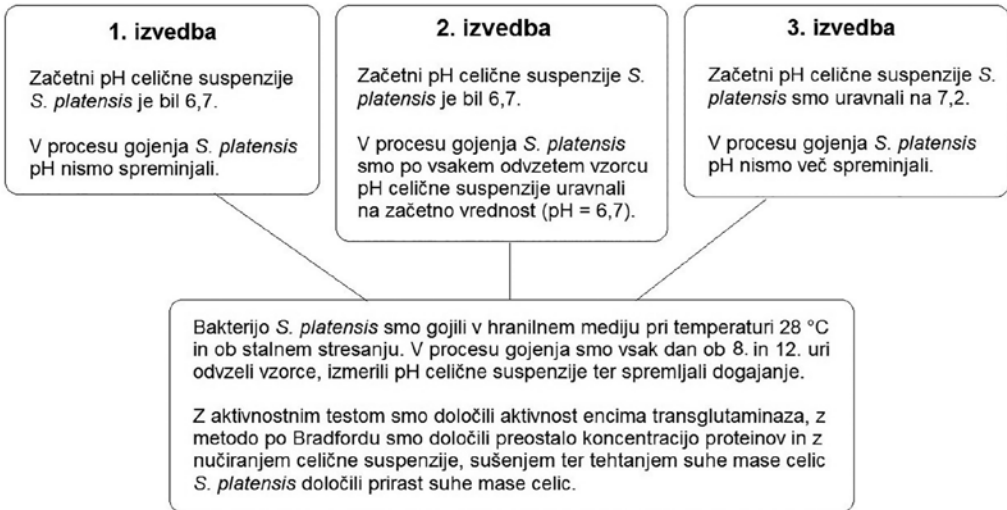 1. izvedba
Začetni pH celične suspenzije
S. platensis je bil 6,7.
V procesu gojenja S. platensis
pH nismo spreminjali.
2. izvedba
Začetni pH celične suspenzije S.
platensis je bil 6,7.
V procesu gojenja S. platensis
smo po vsakem odvzetem vzorcu
pH celične suspenzije uravnali
na začetno vrednost (pH = 6,7).
3. izvedba
Začetni pH celične suspenzije S.
platensis smo uravnali na 7,2.
V procesu gojenja S. platensis
pH nismo več spreminjali.
Bakterijo S. platensis smo gojili v hranilnem mediju pri temperaturi 28 °C
in ob stalnem stresanju. V procesu gojenja smo vsak dan ob 8. in 12. uri
odvzeli vzorce, izmerili pH celične suspenzije ter spremljali dogajanje.
Z aktivnostnim testom smo določili aktivnost encima transglutaminaza, z
metodo po Bradfordu smo določili preostalo koncentracijo proteinov in z
nučiranjem celične suspenzije, sušenjem ter tehtanjem suhe mase celic
S. platensis določili prirast suhe mase celic.